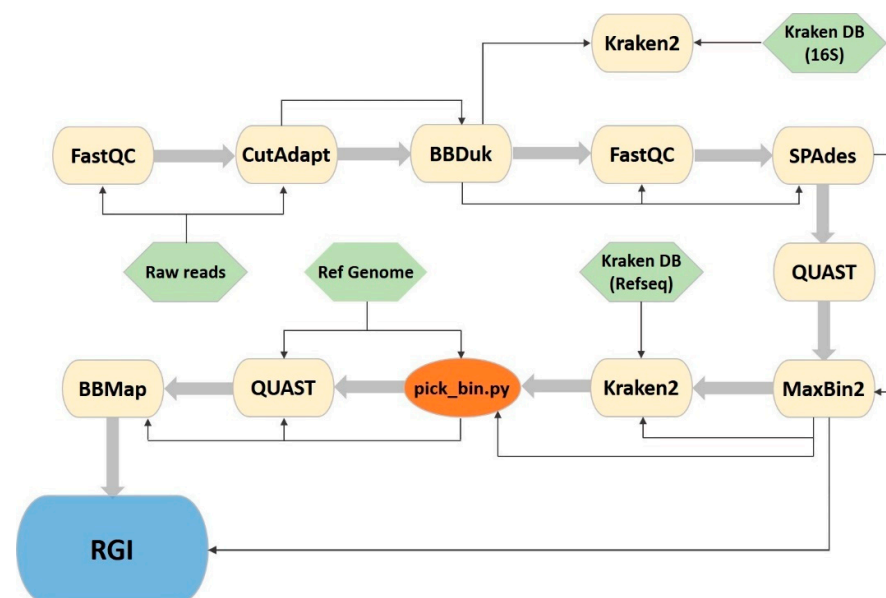 Kraken2
Kraken DB
(16S)
FastQC
CutAdapt
BBDuk
FastQC
SPAdes
Raw reads
Ref Genome
Kraken DB
(Refseq)
QUAST
BBMap
QUAST
pick_bin.py
Kraken2
MaxBin2
RGI